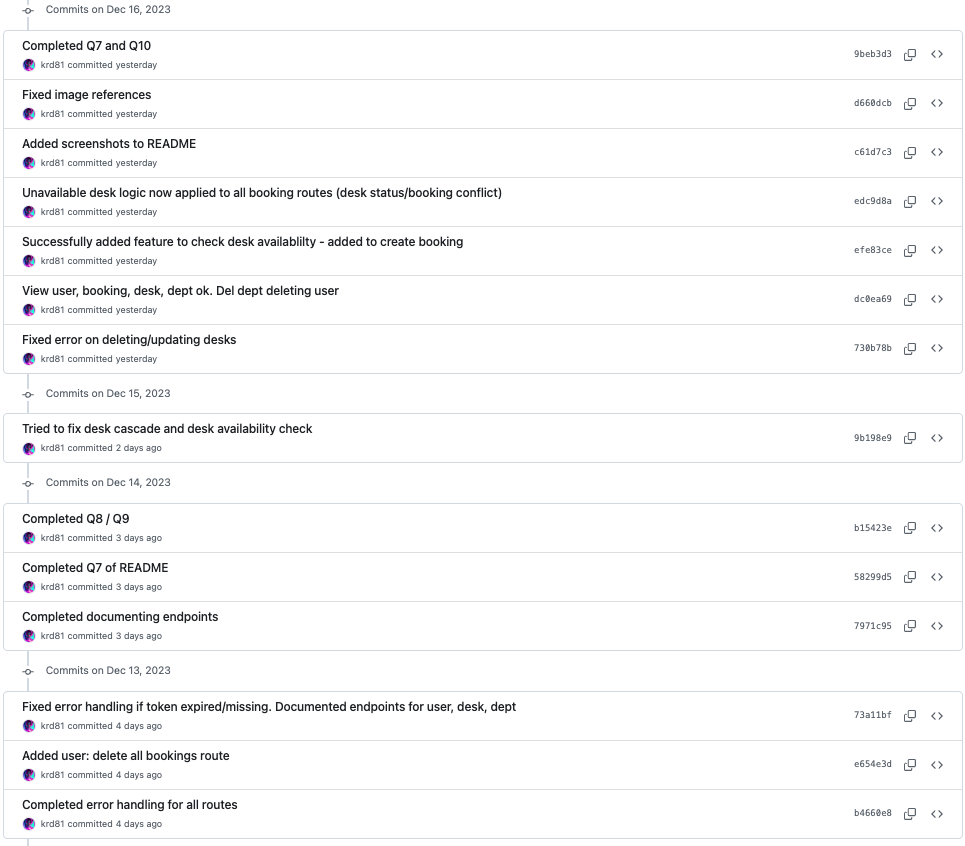 Commits on Dec 16, 2023
Completed Q7 and Q10
9beb3d3
krd81 committed yesterday
Fixed image references
d660dcb
krd81 committed yesterday
Added screenshots to README
c61d7c3
krd81 committed yesterday
Unavailable desk logic now applied to all booking routes (desk status/booking conflict)
edc9d8a
krd81 committed yesterday
Successfully added feature to check desk availablilty - added to create booking
efe83ce
krd81 committed yesterday
View user, booking, desk, dept ok. Del dept deleting user
dc0ea69
krd81 committed yesterday
Fixed error on deleting/updating desks
730b78b
krd81 committed yesterday
Commits on Dec 15, 2023
Tried to fix desk cascade and desk availability check
9b198e9
krd81 committed 2 days ago
Commits on Dec 14, 2023
Completed Q8 / Q9
b15423e
krd81 committed 3 days ago
Completed Q7 of README
58299d5
krd81 committed 3 days ago
Completed documenting endpoints
7971c95
krd81 committed 3 days ago
Commits on Dec 13, 2023
Fixed error handling if token expired/missing. Documented endpoints for user, desk, dept
73a11bf
krd81 committed 4 days ago
Added user: delete all bookings route
e654e3d
krd81 committed 4 days ago
Completed error handling for all routes
b4660e8
krd81 committed 4 days ago